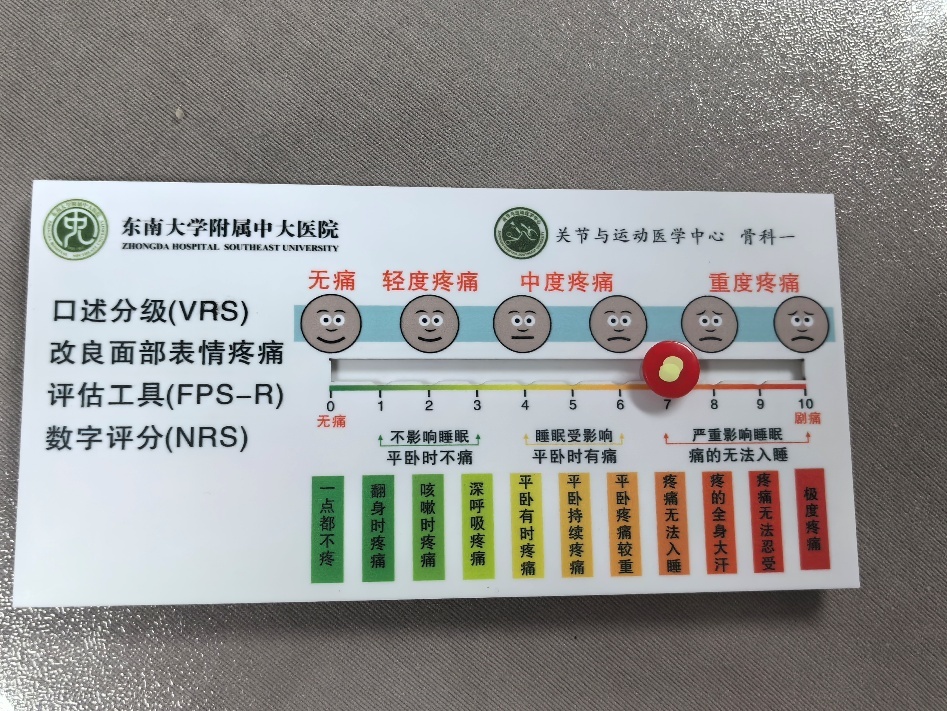 东南大学附属中大医院
ZHONGDA HOSPITAL SOUTHEAST UNIVERSITY
关节与运动医学中心 骨科一
无痛 轻度疼痛 中度疼痛 重度疼痛
口述分级(VRS)
改良面部表情疼痛
评估工具(FPS-R)
数字评分(NRS)
0 1 2 3 4 5 6 7 8 9 10
无痛 剧痛
不影响睡眠 睡眠受影响 严重影响睡眠
平卧时不痛 平卧时有痛 痛的无法入睡
一点都不疼
翻身时疼痛
咳嗽时疼痛
深呼吸疼痛
平卧有时疼痛
平卧持续疼痛
平卧疼痛较重
疼痛无法入睡
疼的全身大汗
疼痛无法忍受
极度疼痛